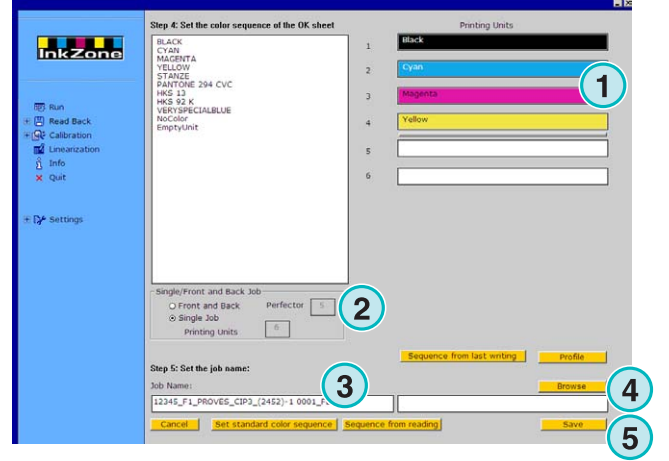 InkZone
Run
Read Back
Calibration
Linearization
Info
Quit
Settings
Step 4: Set the color sequence of the OK sheet
BLACK
CYAN
MAGENTA
YELLOW
STANZE
PANTONE 294 CVC
HKS 13
HKS 92 K
VERYSPECIALBLUE
NoColor
EmptyUnit
Printing Units
1 Black
2 Cyan
3 Magenta
4 Yellow
5
6
1
Single/Front and Back Job
Front and Back Perfector 5
Single Job
Printing Units 6
2
Sequence from last writing Profile
Step 5: Set the job name:
Job Name:
3
Browse
4
12345_F1_PROVES_CIP3_(2452)-1 0001_F
Cancel Set standard color sequence Sequence from reading Save
5